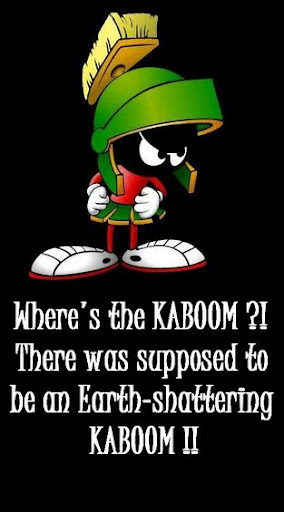 Where's the KABOOM ?!
There was supposed to
be an Earth-shattering
KABOOM !!